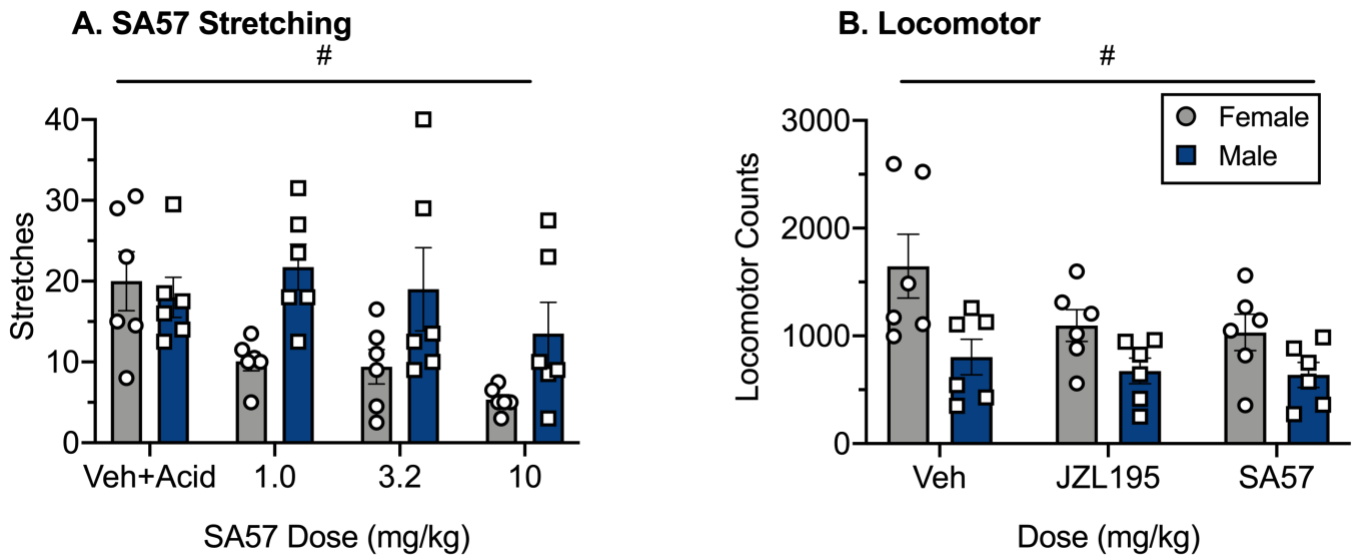 A. SA57 Stretching
#
40
30
20
10
0
Stretches
Veh+Acid 1.0 3.2 10
SA57 Dose (mg/kg)
B. Locomotor
#
Female
Male
3000
2000
1000
0
Locomotor Counts
Veh JZL195 SA57
Dose (mg/kg)